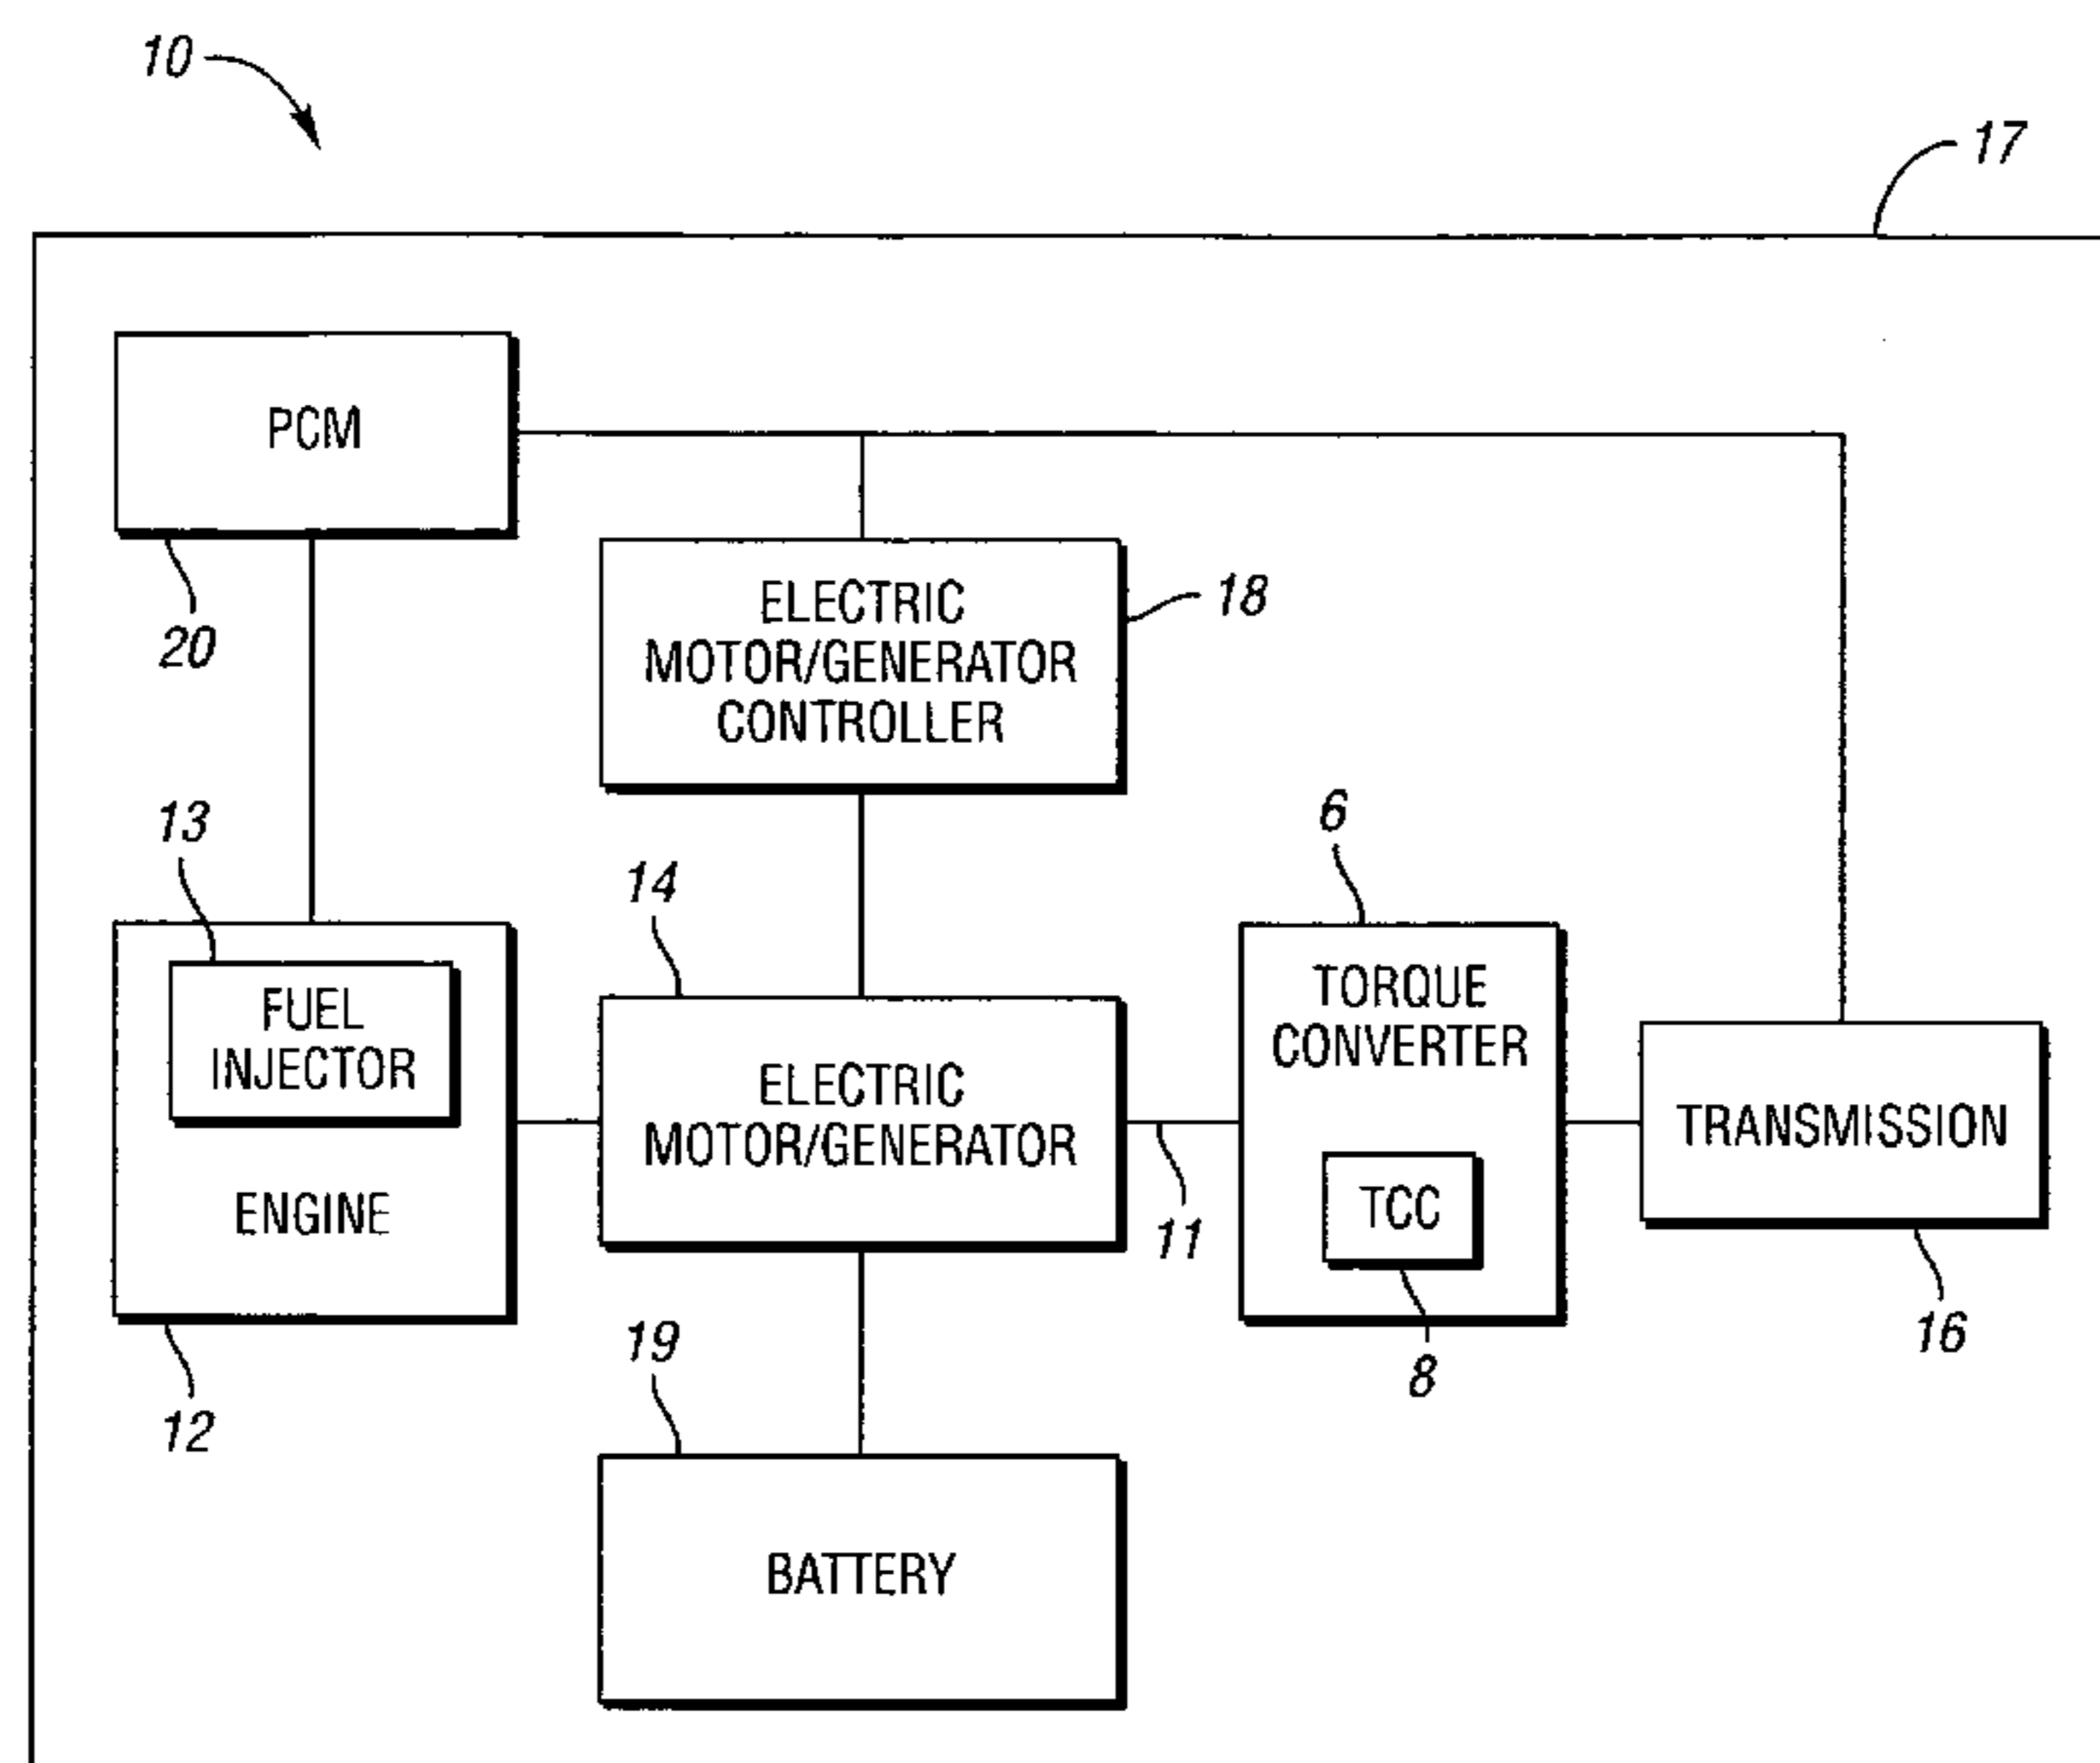 10
17
PCM
20
ELECTRIC
MOTOR/GENERATOR
CONTROLLER
18
13
FUEL
INJECTOR
ENGINE
12
14
ELECTRIC
MOTOR/GENERATOR
11
6
TORQUE
CONVERTER
TCC
8
TRANSMISSION
16
19
BATTERY